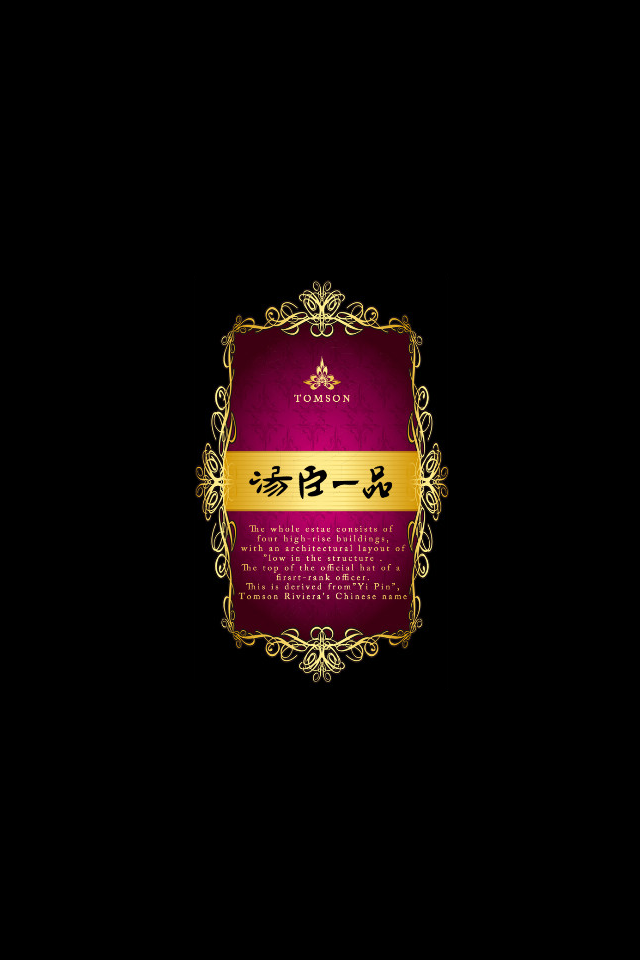 TOMSON
湯臣一品
The whole estae consists of
four high-rise buildings,
with an architectural layout of
"low in the structure .
The top of the official hat of a
firsrt-rank officer.
This is derived from"Yi Pin",
Tomson Riviera's Chinese name